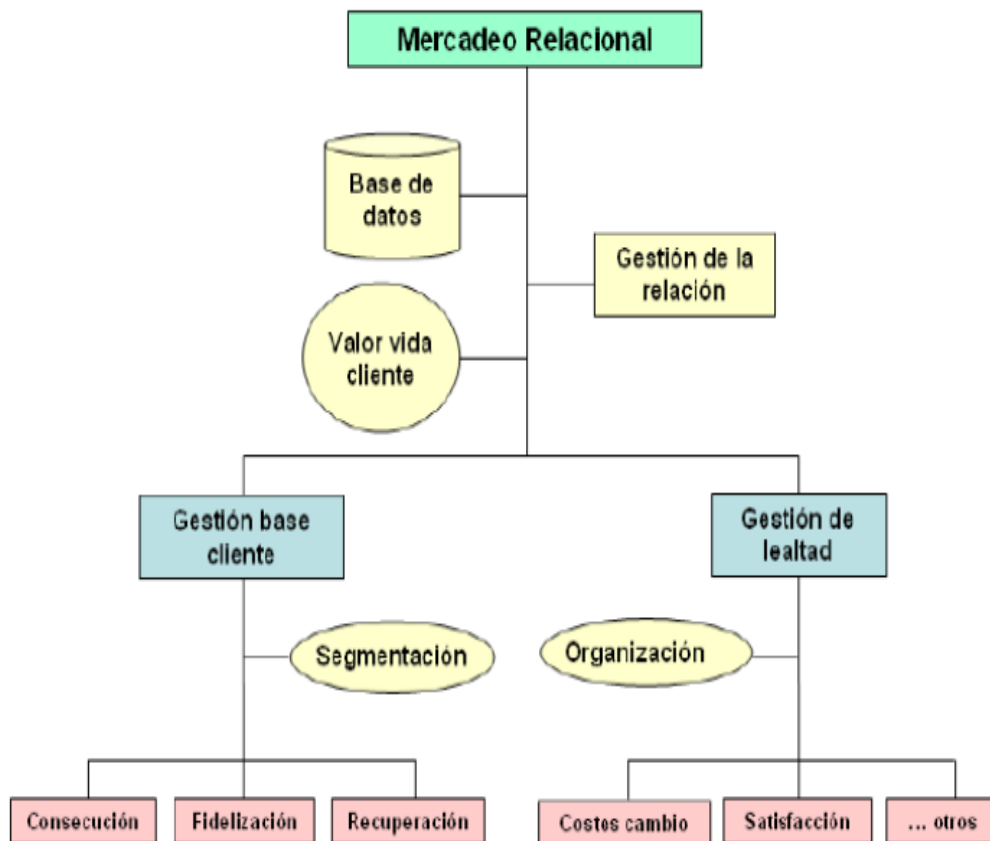 Mercadeo Relacional
Base de
datos
Gestión de la
relación
Valor vida
cliente
Gestión base
cliente
Gestión de
lealtad
Segmentación
Organización
Consecución
Fidelización
Recuperación
Costes cambio
Satisfacción
... otros